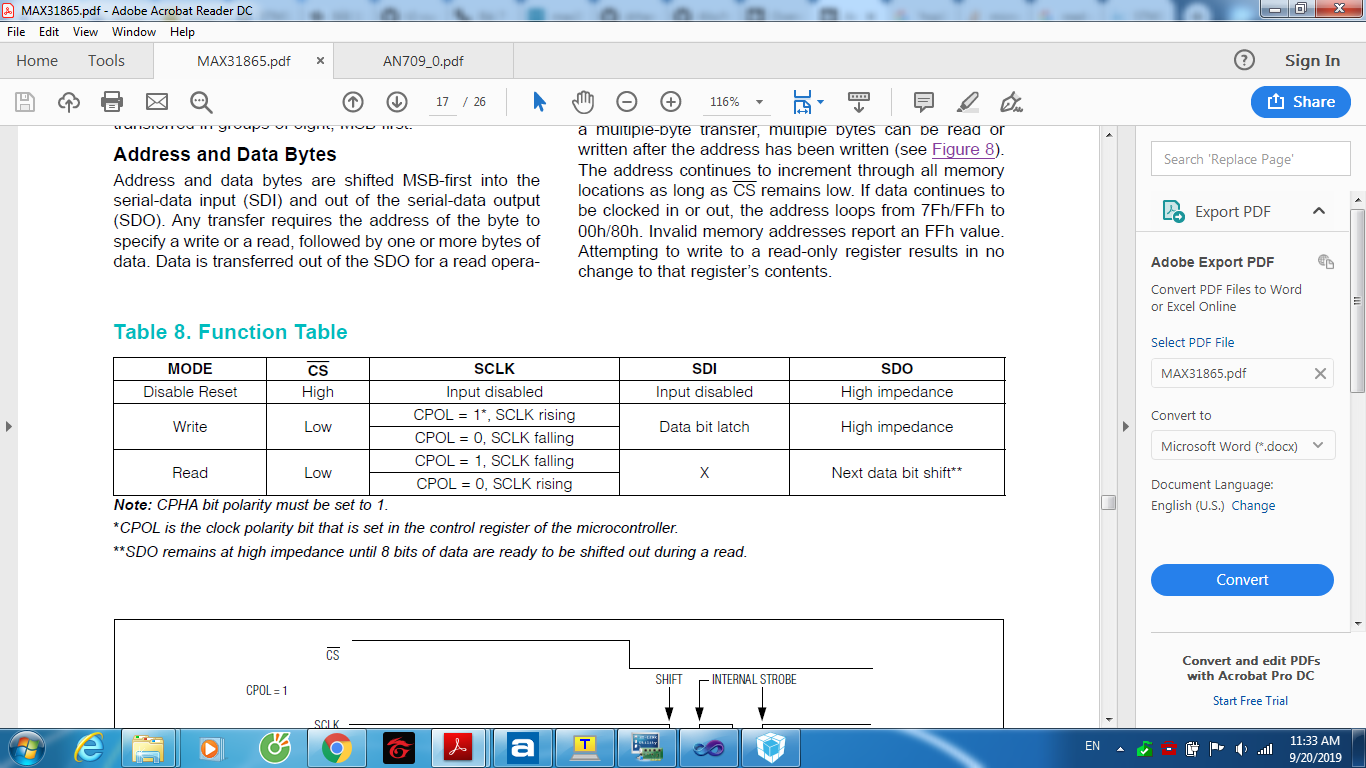 MAX31865.pdf - Adobe Acrobat Reader DC
File Edit View Window Help
Home Tools MAX31865.pdf × AN709_0.pdf ? Sign In
17 / 26 116% Share
transferred in groups of eight, MSB first.
Address and Data Bytes
Address and data bytes are shifted MSB-first into the
serial-data input (SDI) and out of the serial-data output
(SDO). Any transfer requires the address of the byte to
specify a write or a read, followed by one or more bytes of
data. Data is transferred out of the SDO for a read opera-
a multiple-byte transfer, multiple bytes can be read or
written after the address has been written (see Figure 8).
The address continues to increment through all memory
locations as long as CS remains low. If data continues to
be clocked in or out, the address loops from 7Fh/FFh to
00h/80h. Invalid memory addresses report an FFh value.
Attempting to write to a read-only register results in no
change to that register's contents.
Table 8. Function Table
MODE CS SCLK SDI SDO
Disable Reset High Input disabled Input disabled High impedance
Write Low CPOL = 1*, SCLK rising Data bit latch High impedance
CPOL = 0, SCLK falling
Read Low CPOL = 1, SCLK falling X Next data bit shift**
CPOL = 0, SCLK rising
Note: CPHA bit polarity must be set to 1.
*CPOL is the clock polarity bit that is set in the control register of the microcontroller.
**SDO remains at high impedance until 8 bits of data are ready to be shifted out during a read.
CS
SHIFT INTERNAL STROBE
CPOL = 1
SCLK
Search 'Replace Page'
Export PDF
Adobe Export PDF
Convert PDF Files to Word
or Excel Online
Select PDF File
MAX31865.pdf
Convert to
Microsoft Word (*.docx)
Document Language:
English (U.S.) Change
Convert
Convert and edit PDFs
with Acrobat Pro DC
Start Free Trial
EN 11:33 AM
9/20/2019